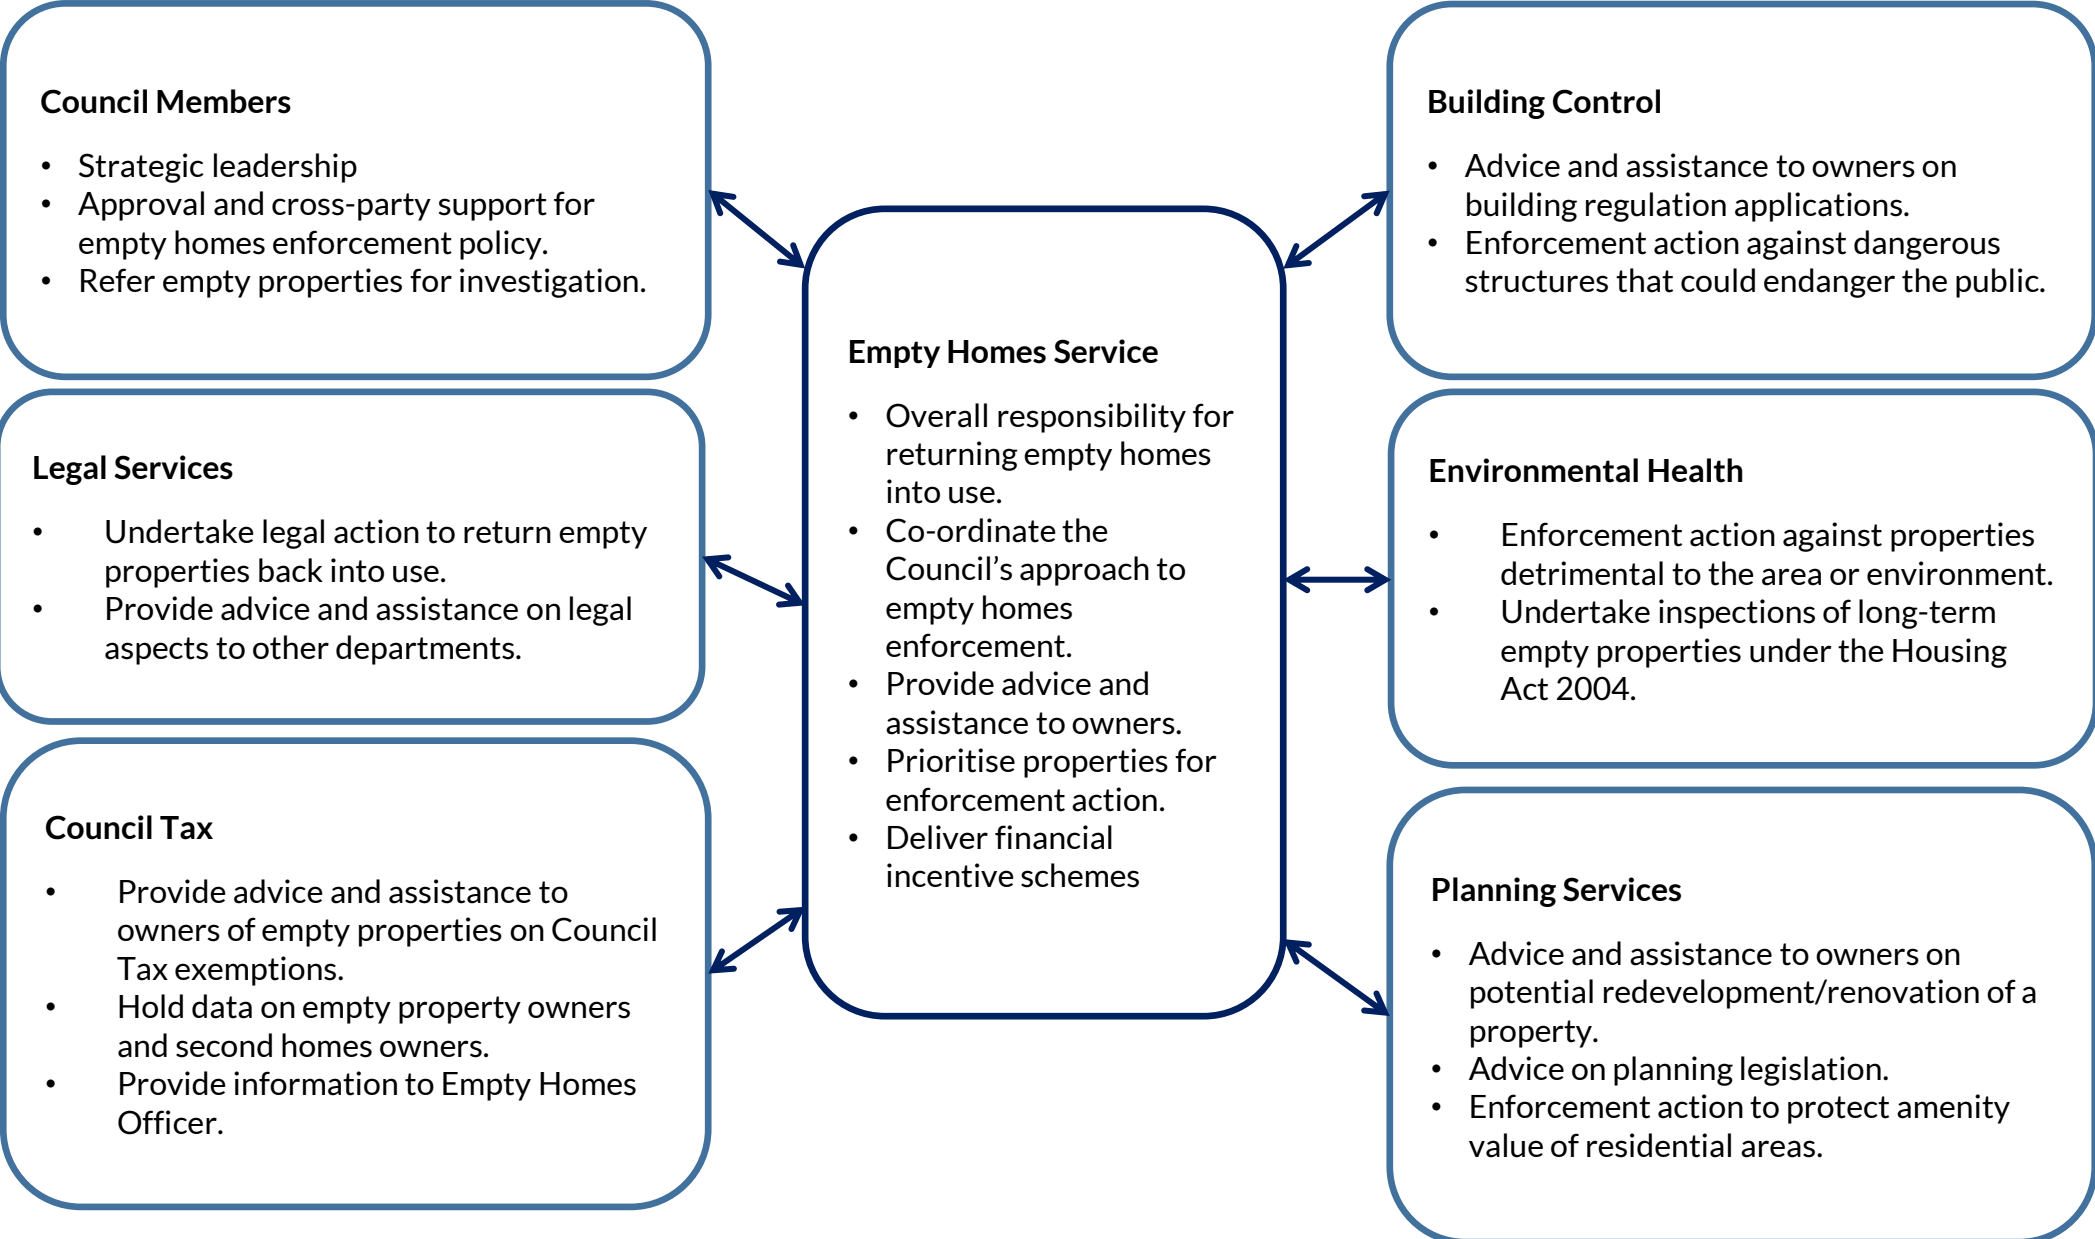 Council Members
• Strategic leadership
• Approval and cross-party support for
empty homes enforcement policy.
• Refer empty properties for investigation.
Legal Services
• Undertake legal action to return empty
properties back into use.
• Provide advice and assistance on legal
aspects to other departments.
Council Tax
• Provide advice and assistance to
owners of empty properties on Council
Tax exemptions.
• Hold data on empty property owners
and second homes owners.
• Provide information to Empty Homes
Officer.
Empty Homes Service
• Overall responsibility for
returning empty homes
into use.
• Co-ordinate the
Council’s approach to
empty homes
enforcement.
• Provide advice and
assistance to owners.
• Prioritise properties for
enforcement action.
• Deliver financial
incentive schemes
Building Control
• Advice and assistance to owners on
building regulation applications.
• Enforcement action against dangerous
structures that could endanger the public.
Environmental Health
• Enforcement action against properties
detrimental to the area or environment.
• Undertake inspections of long-term
empty properties under the Housing
Act 2004.
Planning Services
• Advice and assistance to owners on
potential redevelopment/renovation of a
property.
• Advice on planning legislation.
• Enforcement action to protect amenity
value of residential areas.